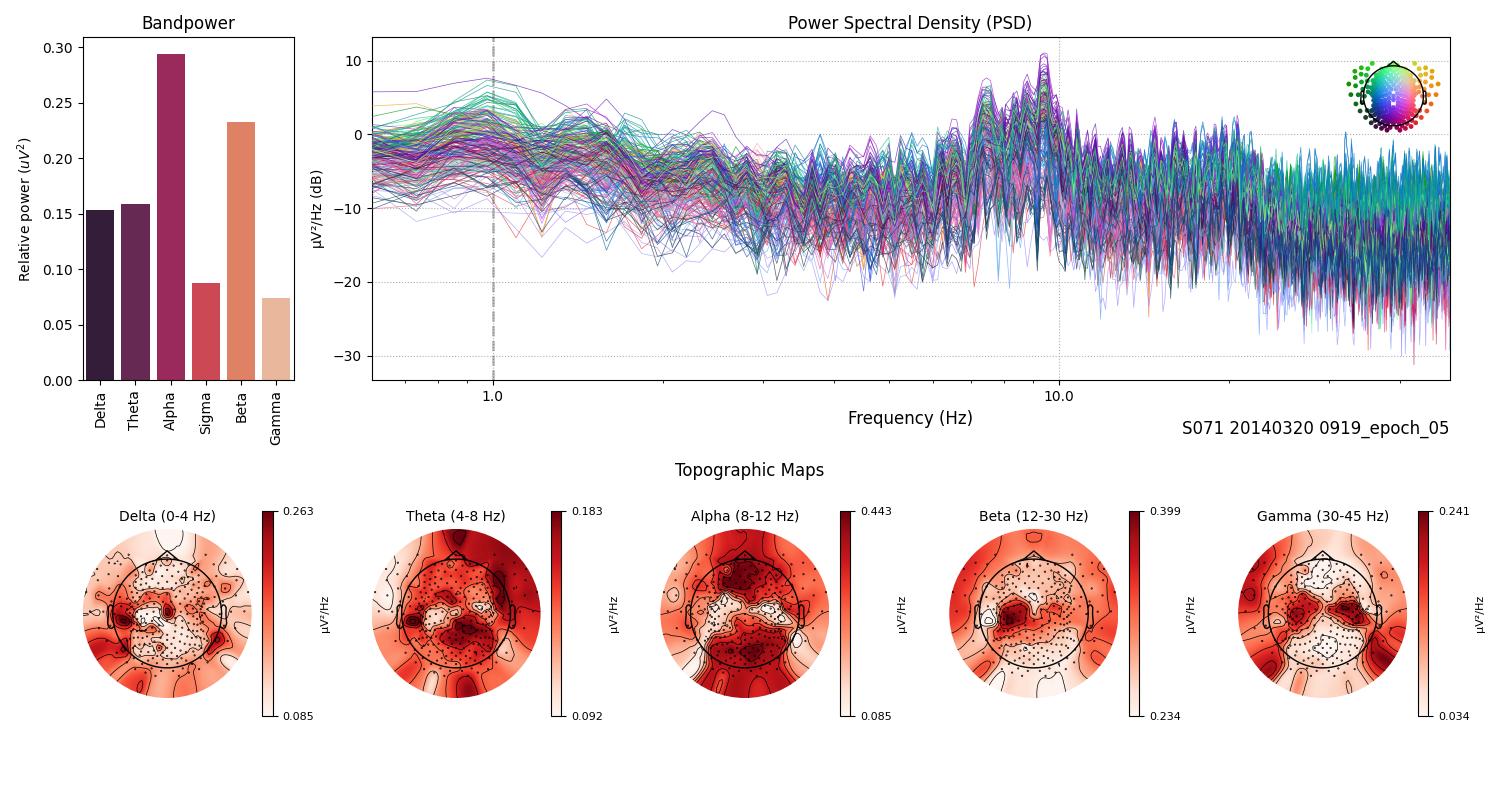 Bandpower
Relative power (uV²)
0.30
0.25
0.20
0.15
0.10
0.05
0.00
Delta
Theta
Alpha
Sigma
Beta
Gamma
Power Spectral Density (PSD)
µV²/Hz (dB)
10
0
−10
−20
−30
1.0
10.0
Frequency (Hz)
S071 20140320 0919_epoch_05
Topographic Maps
Delta (0-4 Hz)
0.263
0.085
µV²/Hz
Theta (4-8 Hz)
0.183
0.092
µV²/Hz
Alpha (8-12 Hz)
0.443
0.085
µV²/Hz
Beta (12-30 Hz)
0.399
0.234
µV²/Hz
Gamma (30-45 Hz)
0.241
0.034
µV²/Hz